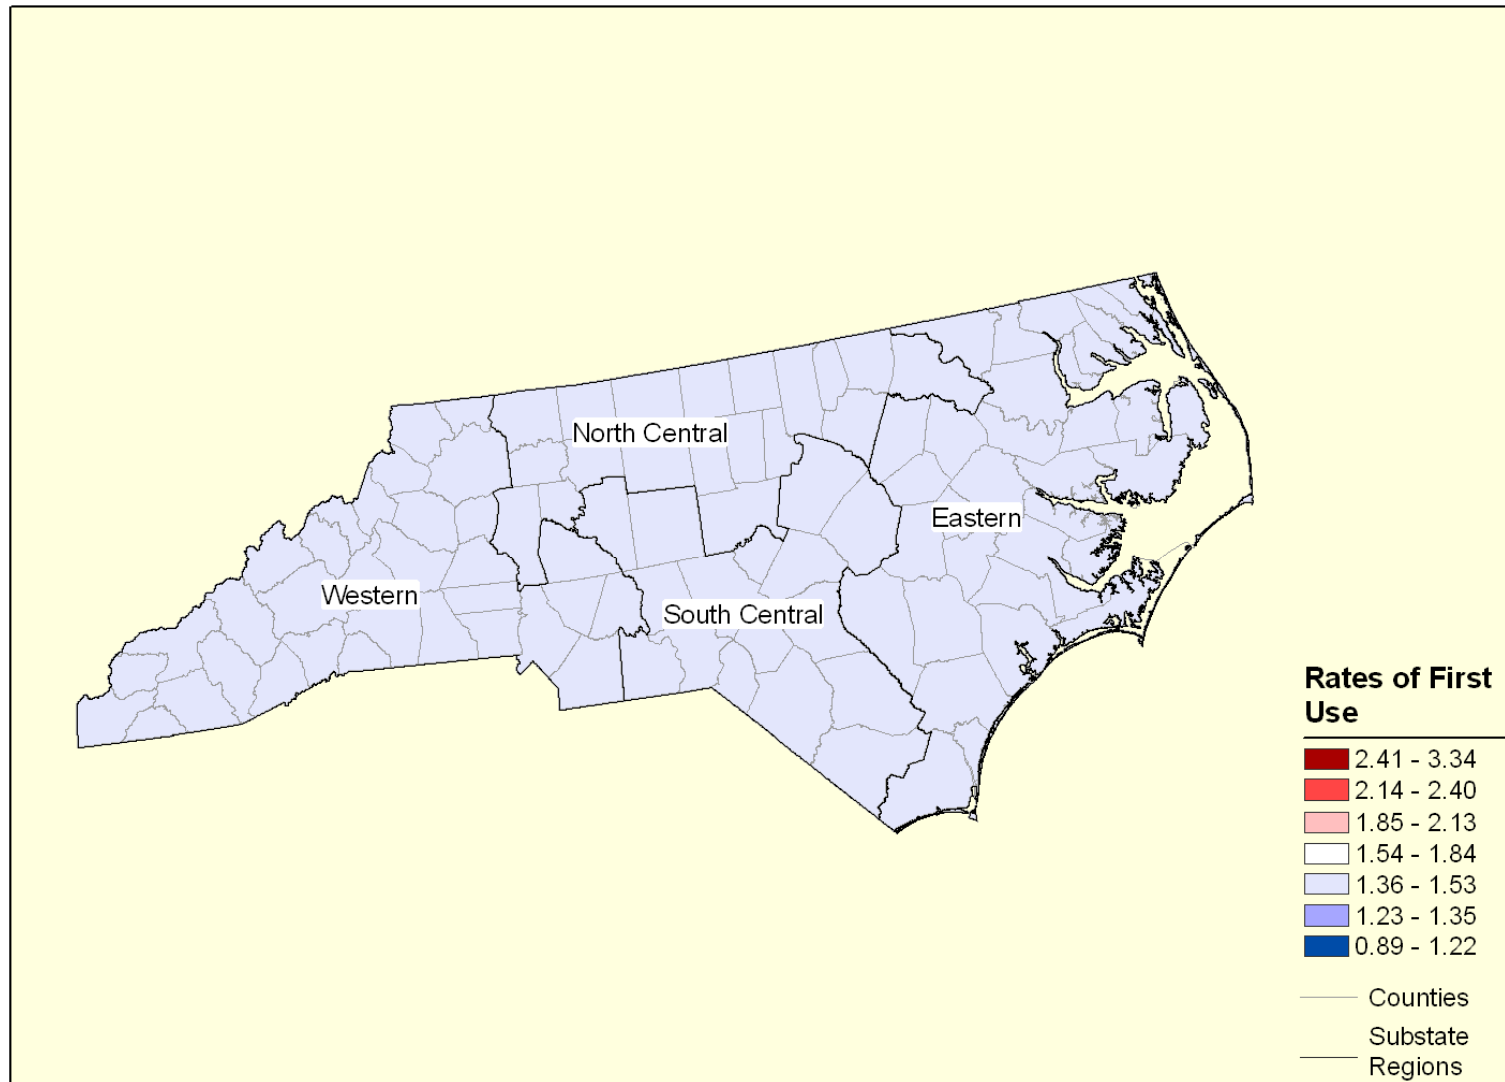 North Central
Eastern
Western
South Central
Rates of First
Use
2.41 - 3.34
2.14 - 2.40
1.85 - 2.13
1.54 - 1.84
1.36 - 1.53
1.23 - 1.35
0.89 - 1.22
Counties
Substate
Regions